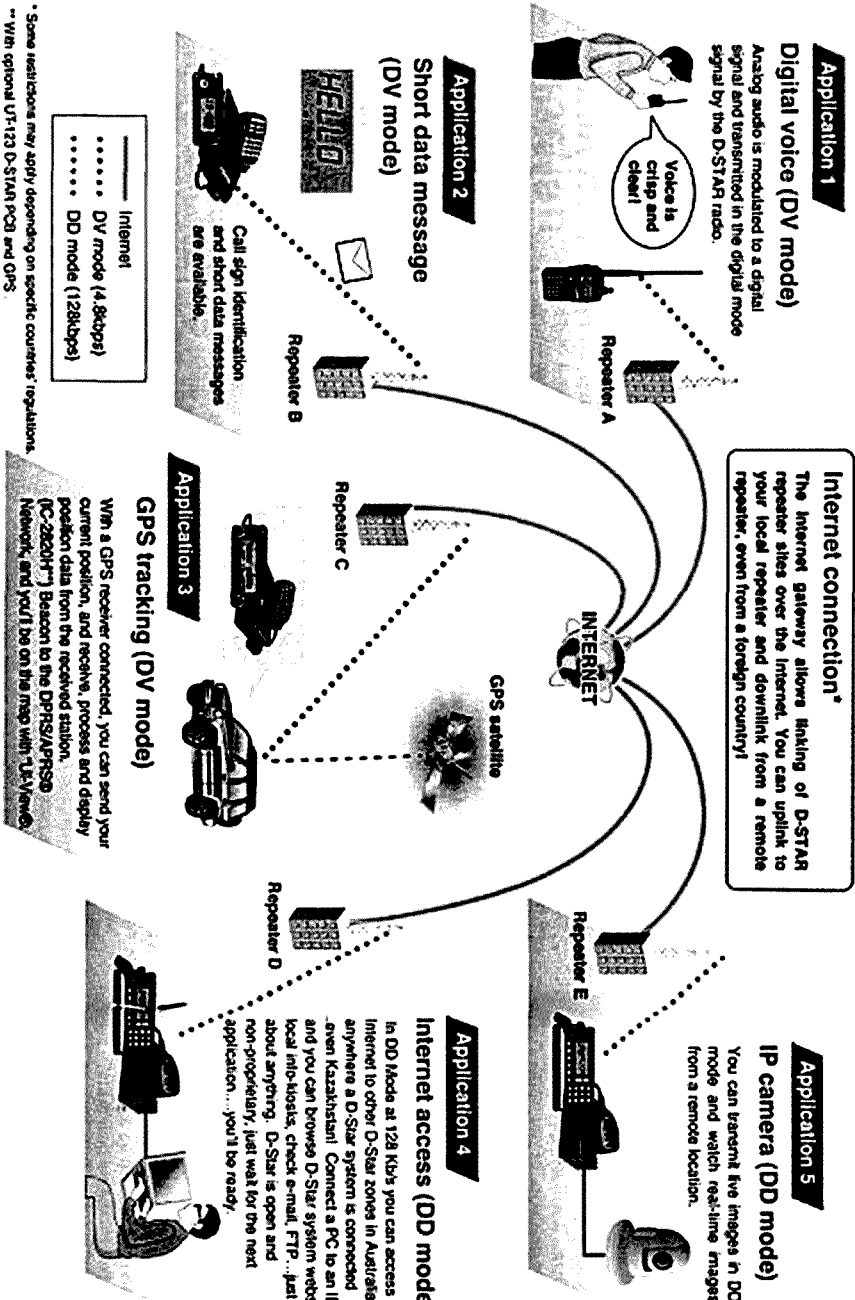 Application 1
Digital voice (DV mode)
Analog audio is modulated to a digital
signal and transmitted in the digital mode
signal by the D-STAR radio.
Voice is
crisp and
clear!
Repeater A
Internet connection*
The Internet gateway allows linking of D-STAR
repeater sites over the Internet. You can uplink to
your local repeater and downlink from a remote
repeater, even from a foreign country!
Application 5
IP camera (DD mode)
You can transmit live images in DD
mode and watch real-time images
from a remote location.
Repeater E
INTERNET
Application 2
Short data message
(DV mode)
HELLO
Call sign identification
and short data messages
are available.
Repeater B
Repeater C
GPS satellite
Application 3
GPS tracking (DV mode)
With a GPS receiver connected, you can send your
current position, and receive, process and display
position data from the received station.
(IC-2820H**) Beacon to the DPRS/APRS®
Network, and you'll be on the map with "UI-View®.
Repeater D
Application 4
Internet access (DD mode
In DD Mode at 128 Kb/s you can access
Internet to other D-Star zones in Australia
anywhere a D-Star system is connected
..even Kazakhstan! Connect a PC to an I
and you can browse D-Star system webs
local info-kiosks, check e-mail, FTP ...just
about anything. D-Star is open and
non-proprietary, just wait for the next
application....you'll be ready.
Internet
DV mode (4.8kbps)
DD mode (128kbps)
* Some restrictions may apply depending on specific countries' regulations.
** With optional UT-123 D-STAR PCB and GPS.